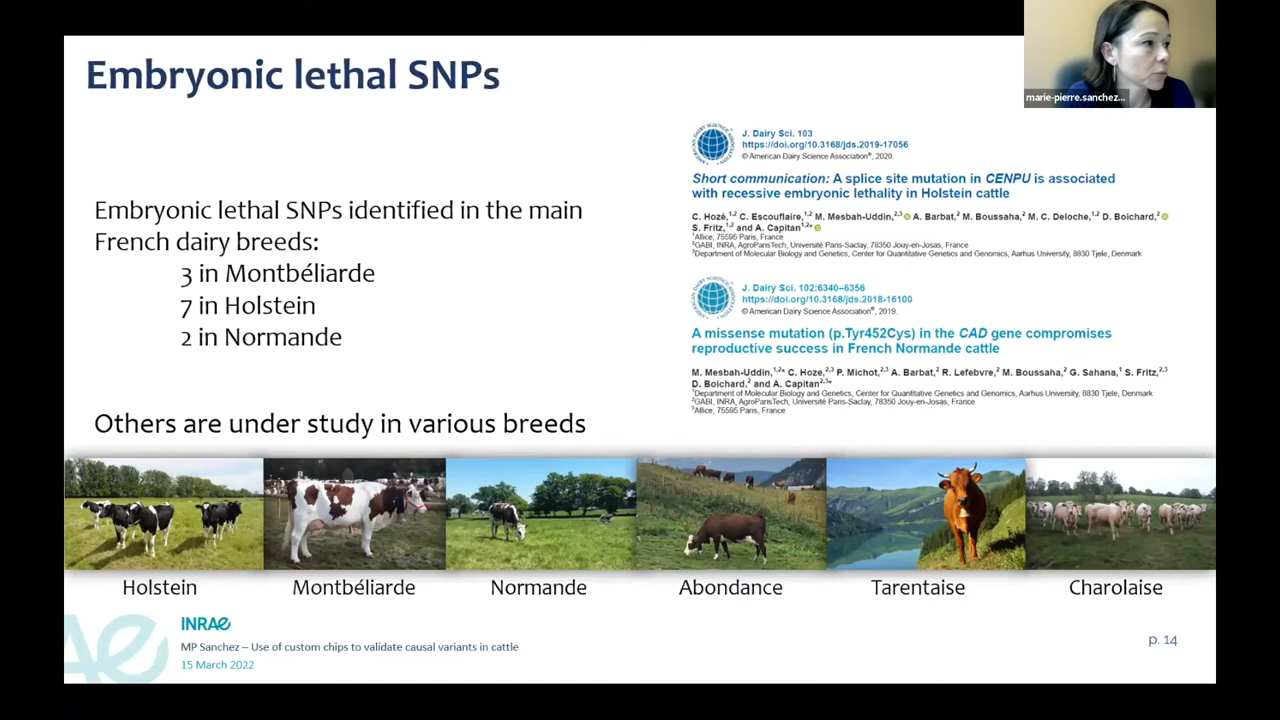 Embryonic lethal SNPs
marie-pierre.sanchez...
Embryonic lethal SNPs identified in the main
French dairy breeds:
3 in Montbéliarde
7 in Holstein
2 in Normande
Others are under study in various breeds
J. Dairy Sci. 103
https://doi.org/10.3168/jds.2019-17056
© American Dairy Science Association®, 2020.
Short communication: A splice site mutation in CENPU is associated
with recessive embryonic lethality in Holstein cattle
C. Hozé,1,2 C. Escouflaire,1,2 M. Mesbah-Uddin,2,3 A. Barbat,2 M. Boussaha,2 M. C. Deloche,1,2 D. Boichard,2
S. Fritz,1,2 and A. Capitan1,2*
1Allice, 75595 Paris, France
2GABI, INRA, AgroParisTech, Université Paris-Saclay, 78350 Jouy-en-Josas, France
3Department of Molecular Biology and Genetics, Center for Quantitative Genetics and Genomics, Aarhus University, 8830 Tjele, Denmark
J. Dairy Sci. 102:6340–6356
https://doi.org/10.3168/jds.2018-16100
© American Dairy Science Association®, 2019.
A missense mutation (p.Tyr452Cys) in the CAD gene compromises
reproductive success in French Normande cattle
M. Mesbah-Uddin,1,2* C. Hoze,2,3 P. Michot,2,3 A. Barbat,2 R. Lefebvre,2 M. Boussaha,2 G. Sahana,1 S. Fritz,2,3
D. Boichard,2 and A. Capitan2,3*
1Department of Molecular Biology and Genetics, Center for Quantitative Genetics and Genomics, Aarhus University, 8830 Tjele, Denmark
2GABI, INRA, AgroParisTech, Université Paris-Saclay, 78350 Jouy-en-Josas, France
3Allice, 75595 Paris, France
Holstein
Montbéliarde
Normande
Abondance
Tarentaise
Charolaise
INRAE
MP Sanchez – Use of custom chips to validate causal variants in cattle
15 March 2022
p. 14